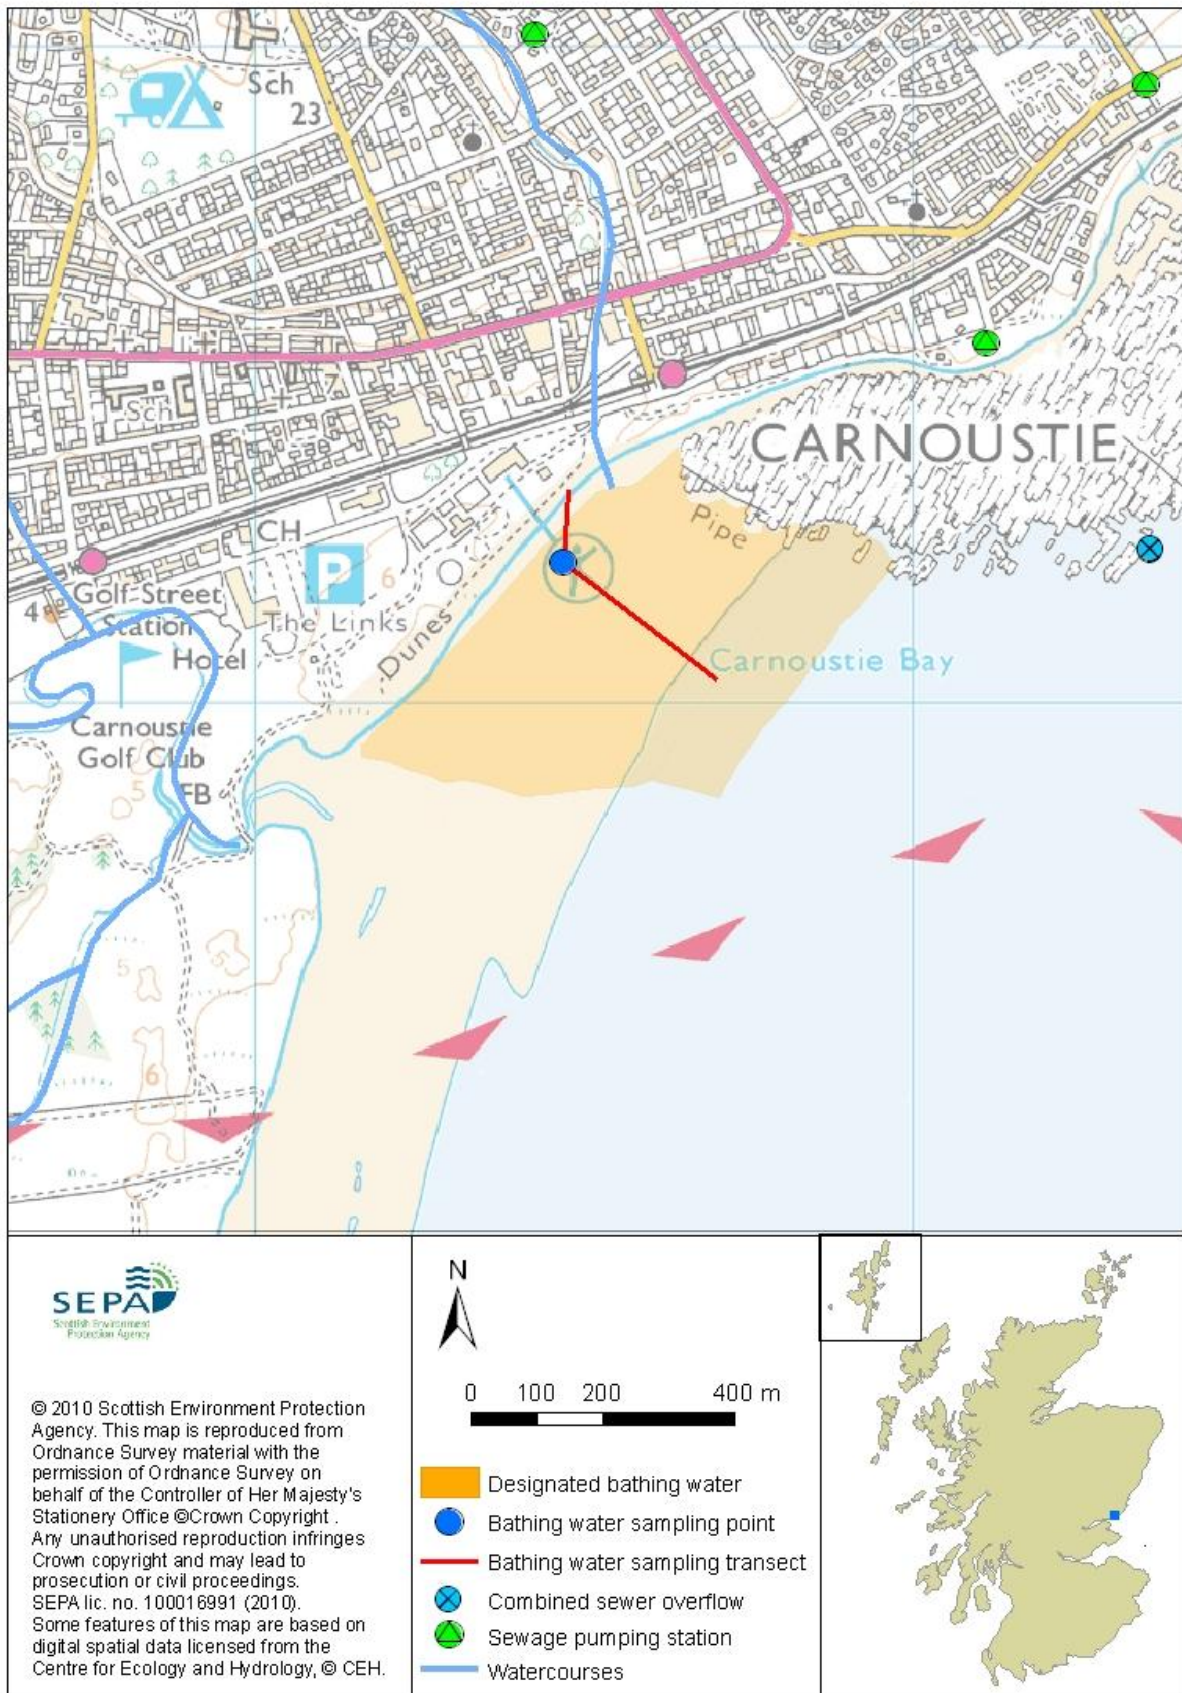 Sch
23
CARNOUSTIE
Sch
7
Pipe
CH
P
6
Golf Street
Station
4
The Links
Hotel
Dunes
Carnoustie Bay
Carnoustie
Golf Club
5
FB
5
6
SEPA
Scottish Environment
Protection Agency
© 2010 Scottish Environment Protection
Agency. This map is reproduced from
Ordnance Survey material with the
permission of Ordnance Survey on
behalf of the Controller of Her Majesty's
Stationery Office ©Crown Copyright .
Any unauthorised reproduction infringes
Crown copyright and may lead to
prosecution or civil proceedings.
SEPA lic. no. 100016991 (2010).
Some features of this map are based on
digital spatial data licensed from the
Centre for Ecology and Hydrology, © CEH.
N
0 100 200 400 m
Designated bathing water
Bathing water sampling point
Bathing water sampling transect
Combined sewer overflow
Sewage pumping station
Watercourses